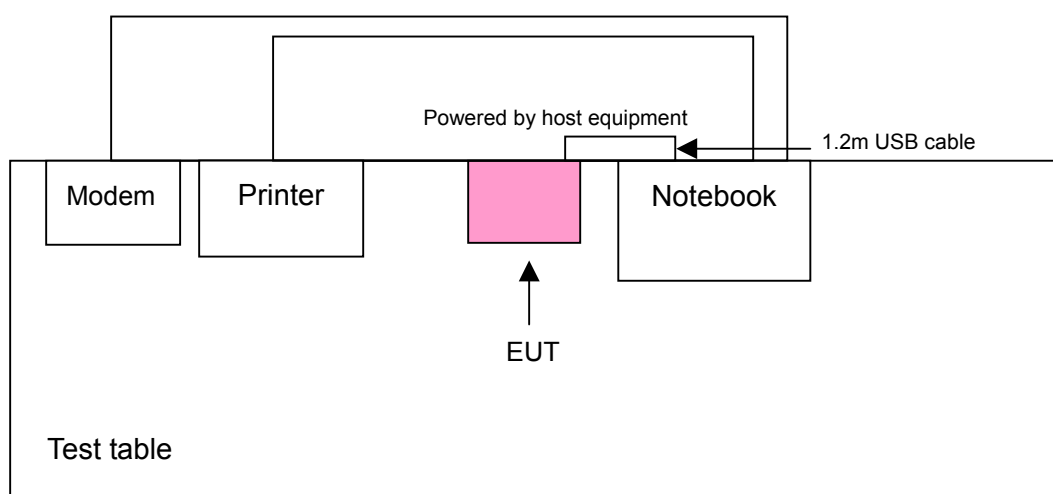 Powered by host equipment
1.2m USB cable
Modem
Printer
Notebook
EUT
Test table